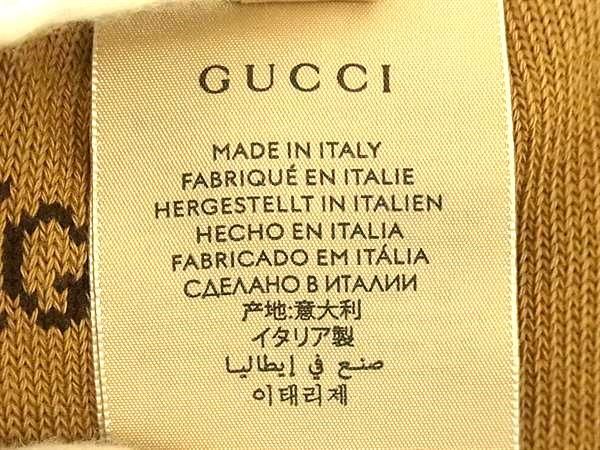 GUCCI
MADE IN ITALY
FABRIQUÉ EN ITALIE
HERGESTELLT IN ITALIEN
HECHO EN ITALIA
FABRICADO EM ITÁLIA
СДЕЛАНО В ИТАЛИИ
产地:意大利
イタリア製
صنع في إيطاليا
이태리제
G